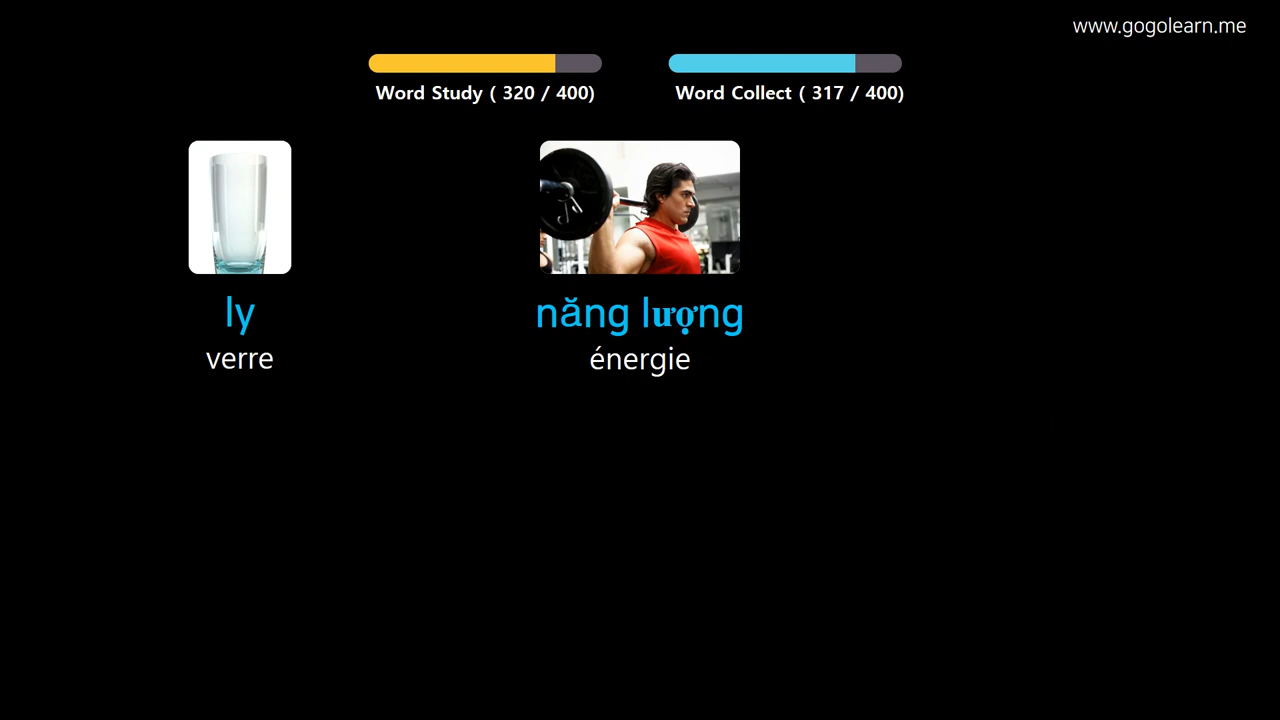 www.gogolearn.me
Word Study ( 320 / 400)
Word Collect ( 317 / 400)
ly
verre
năng lượng
énergie